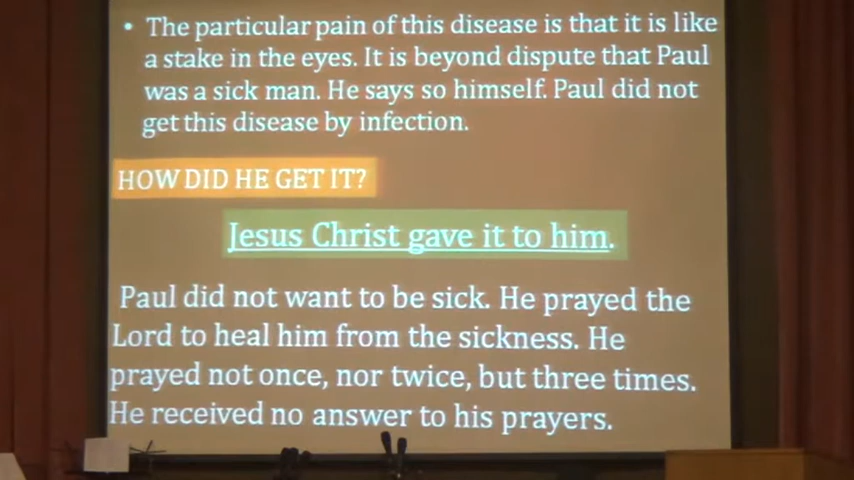 • The particular pain of this disease is that it is like
a stake in the eyes. It is beyond dispute that Paul
was a sick man. He says so himself. Paul did not
get this disease by infection.
HOW DID HE GET IT?
Jesus Christ gave it to him.
Paul did not want to be sick. He prayed the
Lord to heal him from the sickness. He
prayed not once, nor twice, but three times.
He received no answer to his prayers.